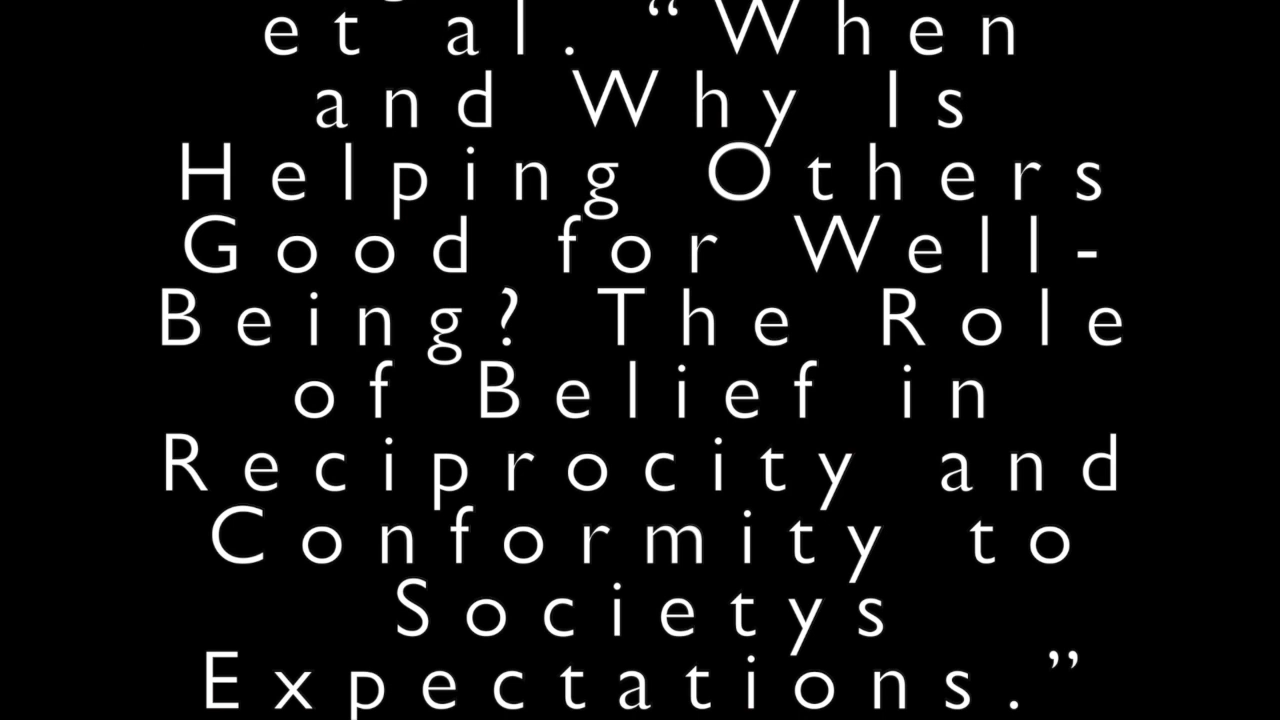 et al. “When
and Why Is
Helping Others
Good for Well-
Being? The Role
of Belief in
Reciprocity and
Conformity to
Societys
Expectations.”